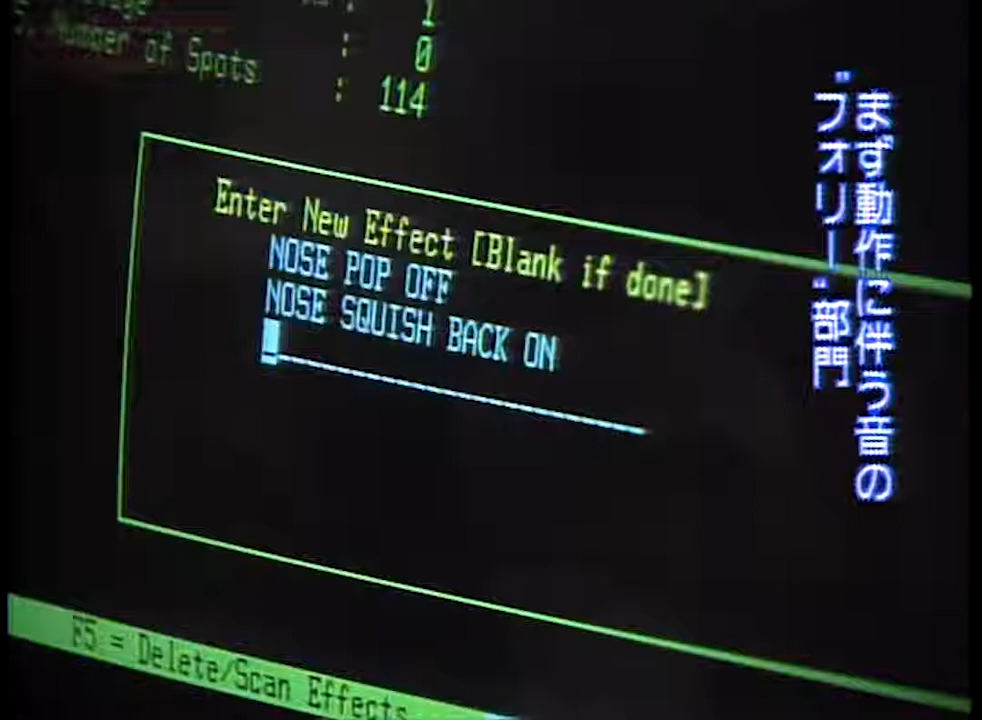 1
: 0
Number of Spots : 114
Enter New Effect [Blank if done]
NOSE POP OFF
NOSE SQUISH BACK ON
F5 = Delete/Scan Effects
まず動作に伴う音の
“フォリー”部門